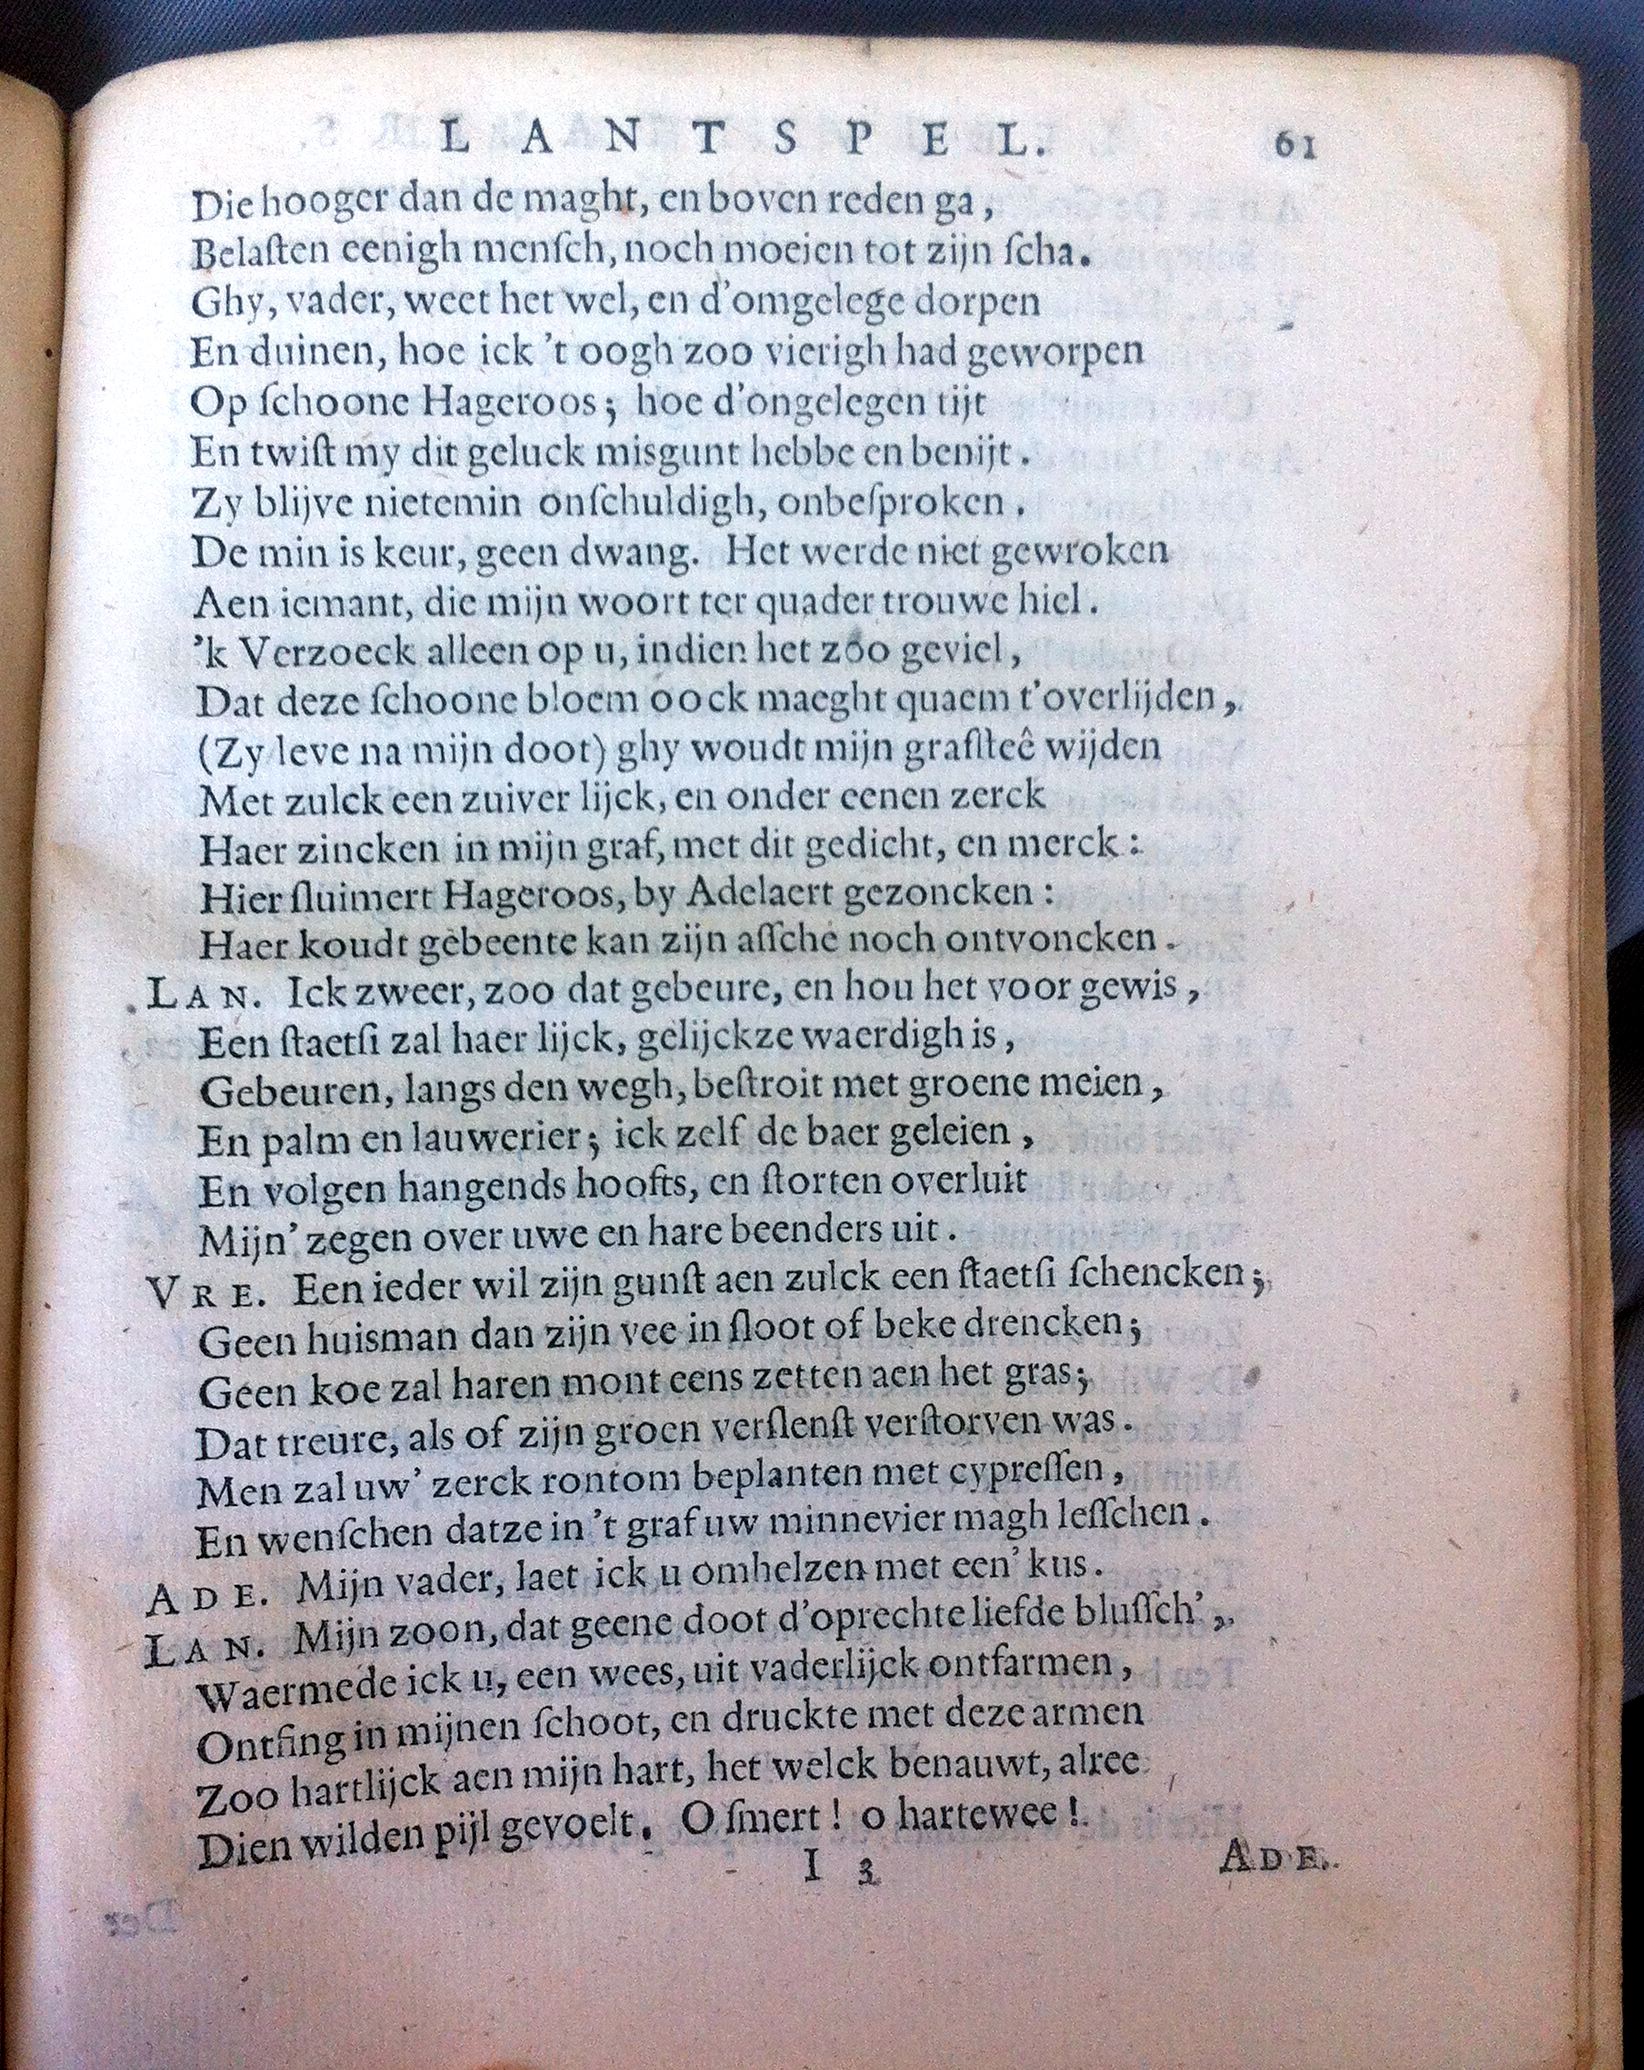 LANTSPEL. 61
Die hooger dan de maght, en boven reden ga,
Belaſten eenigh menſch, noch moeien tot zijn ſcha.
Ghy, vader, weet het wel, en d'omgelege dorpen
En duinen, hoe ick 't oogh zoo vierigh had geworpen
Op ſchoone Hageroos; hoe d'ongelegen tijt
En twiſt my dit geluck misgunt hebbe en benijt.
Zy blijve nietemin onſchuldigh, onbeſproken.
De min is keur, geen dwang. Het werde niet gewroken
Aen iemant, die mijn woort ter quader trouwe hiel.
'k Verzoeck alleen op u, indien het zoo geviel,
Dat deze ſchoone bloem oock maeght quaem t'overlijden,
(Zy leve na mijn doot) ghy woudt mijn grafſteê wijden
Met zulck een zuiver lijck, en onder eenen zerck
Haer zincken in mijn graf, met dit gedicht, en merck:
Hier ſluimert Hageroos, by Adelaert gezoncken:
Haer koudt gebeente kan zijn aſſche noch ontvoncken.
LAN. Ick zweer, zoo dat gebeure, en hou het voor gewis,
Een ſtaetſi zal haer lijck, gelijckze waerdigh is,
Gebeuren, langs den wegh, beſtroit met groene meien,
En palm en lauwerier; ick zelf de baer geleien,
En volgen hangends hoofts, en ſtorten overluit
Mijn' zegen over uwe en hare beenders uit.
VRE. Een ieder wil zijn gunſt aen zulck een ſtaetſi ſchencken;
Geen huisman dan zijn vee in ſloot of beke drencken;
Geen koe zal haren mont eens zetten aen het gras;
Dat treure, als of zijn groen verſlenſt verſtorven was.
Men zal uw' zerck rontom beplanten met cypreſſen,
En wenſchen datze in 't graf uw minnevier magh leſſchen.
ADE. Mijn vader, laet ick u omhelzen met een' kus.
LAN. Mijn zoon, dat geene doot d'oprechte liefde bluſſch',
Waermede ick u, een wees, uit vaderlijck ontfarmen,
Ontfing in mijnen ſchoot, en druckte met deze armen
Zoo hartlijck aen mijn hart, het welck benauwt, alree
Dien wilden pijl gevoelt. O ſmert! o hartewee!
I 3 ADE.